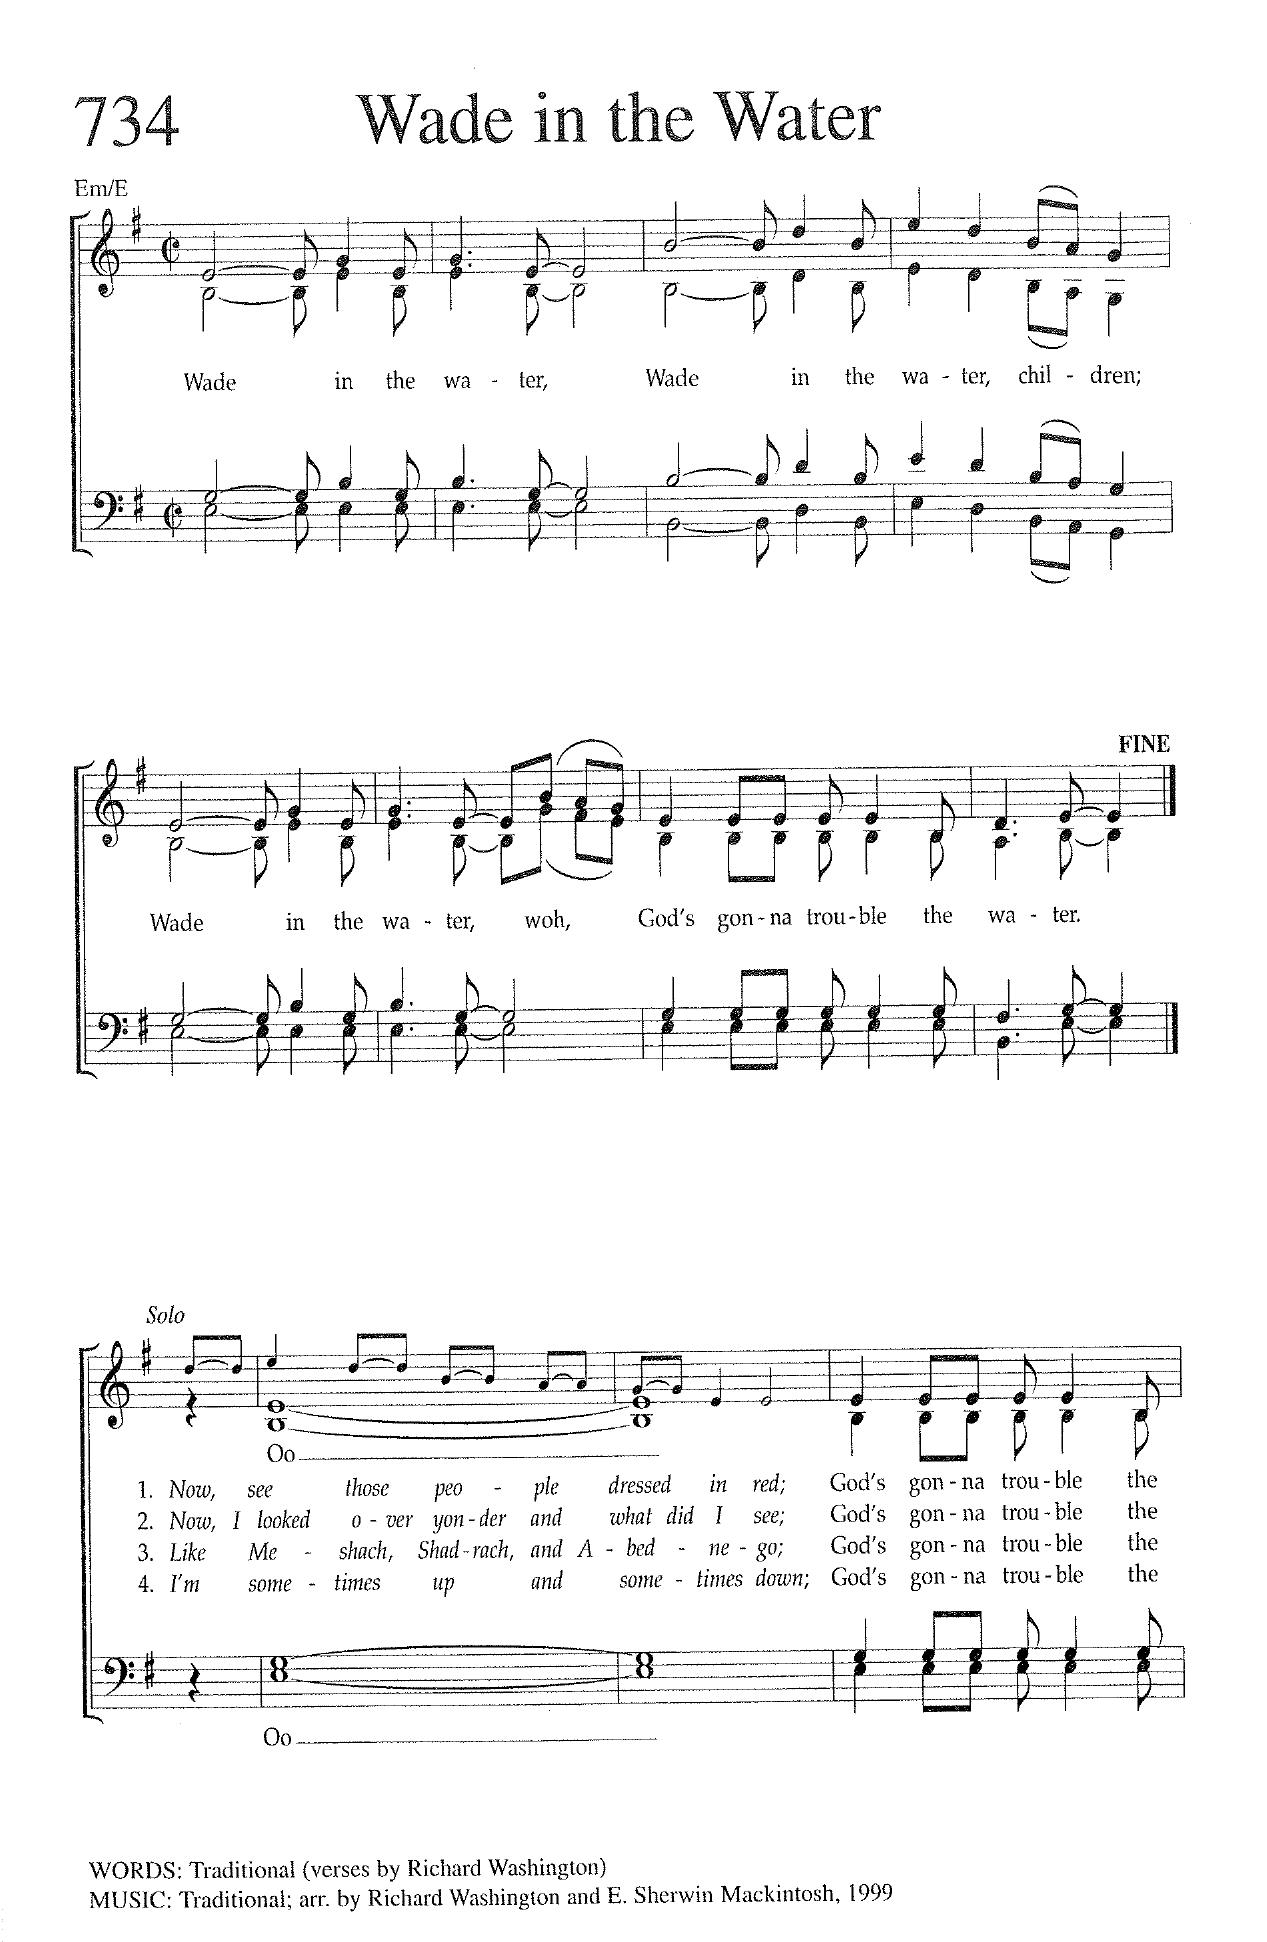 734 Wade in the Water
Em/E
Wade in the wa - ter, Wade in the wa - ter, chil - dren;
FINE
Wade in the wa - ter, woh, God's gon - na trou - ble the wa - ter.
Solo
Oo
1. Now, see those peo - ple dressed in red; God's gon - na trou - ble the
2. Now, I looked o - ver yon - der and what did I see; God's gon - na trou - ble the
3. Like Me - shach, Shad - rach, and A - bed - ne - go; God's gon - na trou - ble the
4. I'm some - times up and some - times down; God's gon - na trou - ble the
Oo
WORDS: Traditional (verses by Richard Washington)
MUSIC: Traditional; arr. by Richard Washington and E. Sherwin Mackintosh, 1999